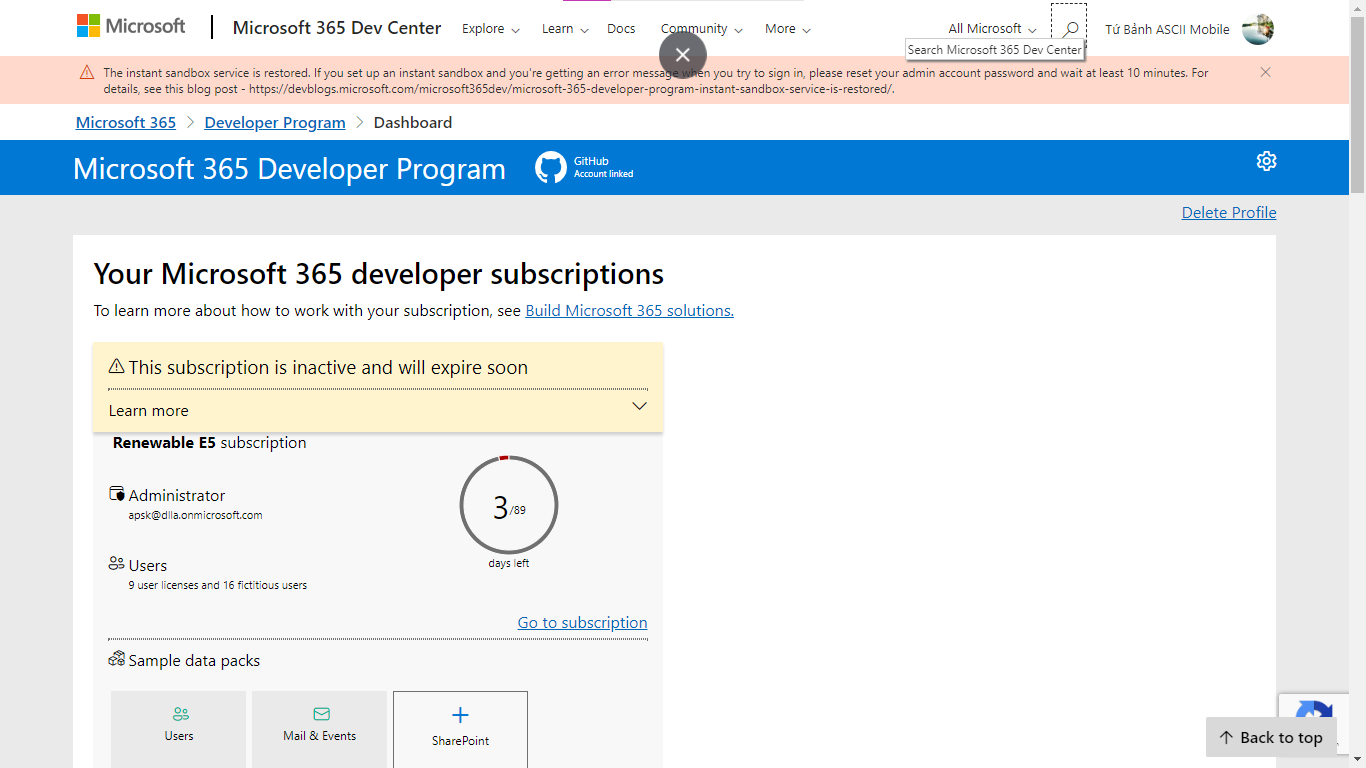 Microsoft
Microsoft 365 Dev Center
Explore
Learn
Docs
Community
More
All Microsoft
Tứ Bảnh ASCII Mobile
Search Microsoft 365 Dev Center
The instant sandbox service is restored. If you set up an instant sandbox and you're getting an error message when you try to sign in, please reset your admin account password and wait at least 10 minutes. For
details, see this blog post - https://devblogs.microsoft.com/microsoft365dev/microsoft-365-developer-program-instant-sandbox-service-is-restored/.
Microsoft 365 > Developer Program > Dashboard
Microsoft 365 Developer Program
GitHub
Account linked
Delete Profile
Your Microsoft 365 developer subscriptions
To learn more about how to work with your subscription, see Build Microsoft 365 solutions.
This subscription is inactive and will expire soon
Learn more
Renewable E5 subscription
Administrator
apsk@dlla.onmicrosoft.com
3/89
days left
Users
9 user licenses and 16 fictitious users
Go to subscription
Sample data packs
Users
Mail & Events
SharePoint
Back to top